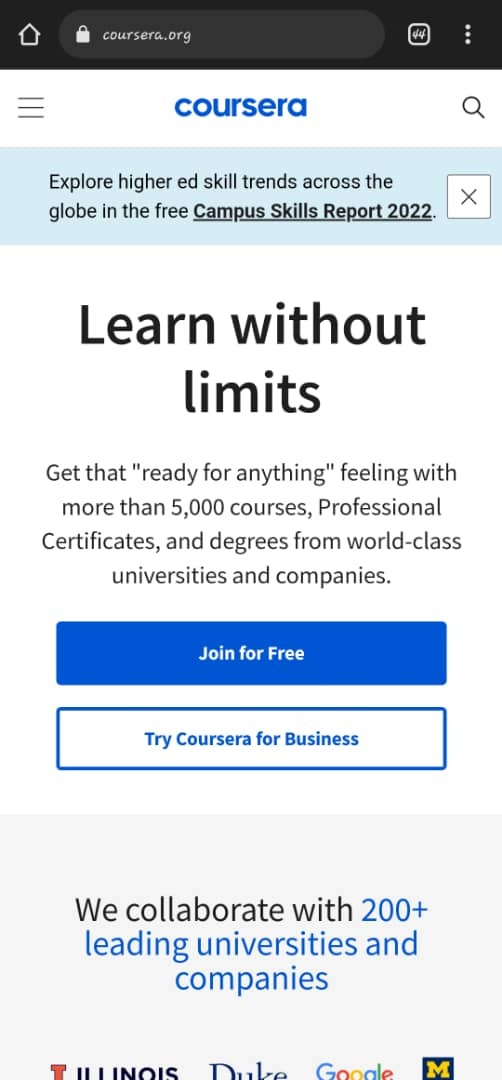 coursera.org
44
coursera
Explore higher ed skill trends across the
globe in the free Campus Skills Report 2022.
Learn without
limits
Get that "ready for anything" feeling with
more than 5,000 courses, Professional
Certificates, and degrees from world-class
universities and companies.
Join for Free
Try Coursera for Business
We collaborate with 200+
leading universities and
companies
I ILLINOIS Duke Google M